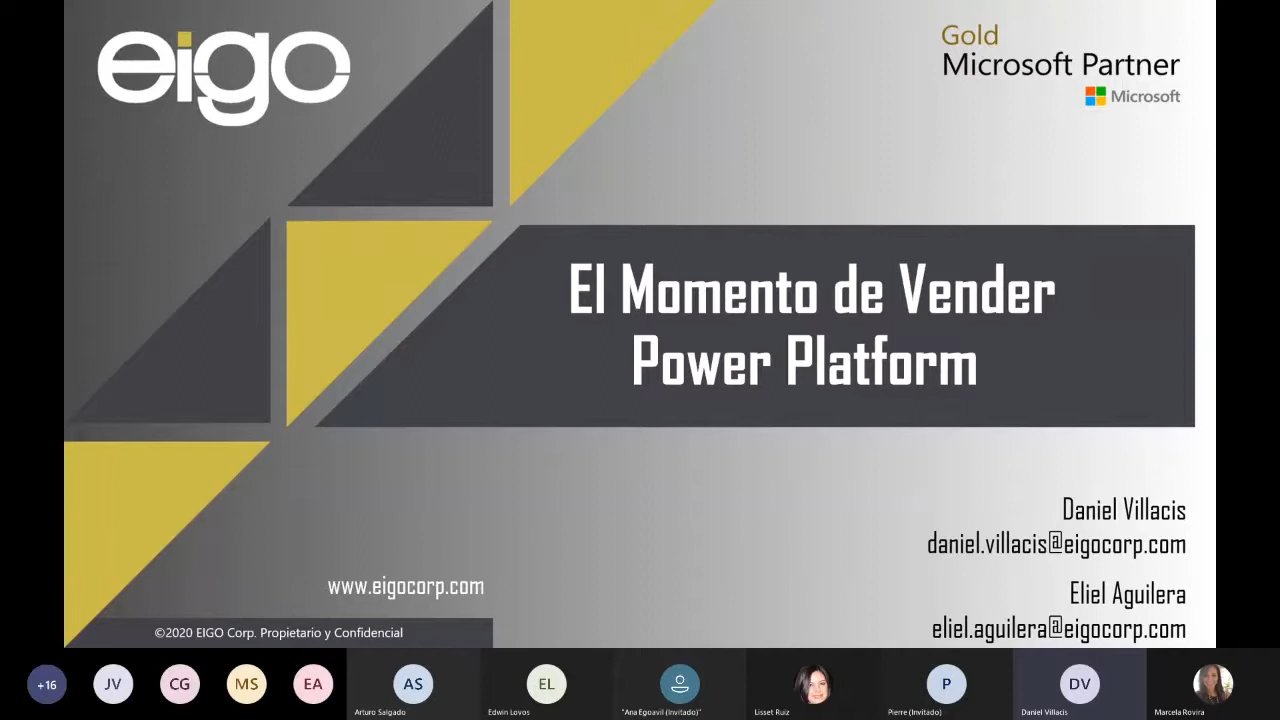 eigo
Gold
Microsoft Partner
Microsoft
El Momento de Vender
Power Platform
Daniel Villacis
daniel.villacis@eigocorp.com
Eliel Aguilera
eliel.aguilera@eigocorp.com
www.eigocorp.com
©2020 EIGO Corp. Propietario y Confidencial
+16
JV
CG
MS
EA
AS
EL
P
DV
Arturo Salgado
Edwin Lovos
"Ana Egoavil (Invitado)"
Lisset Ruiz
Pierre (Invitado)
Daniel Villacis
Marcela Rovira